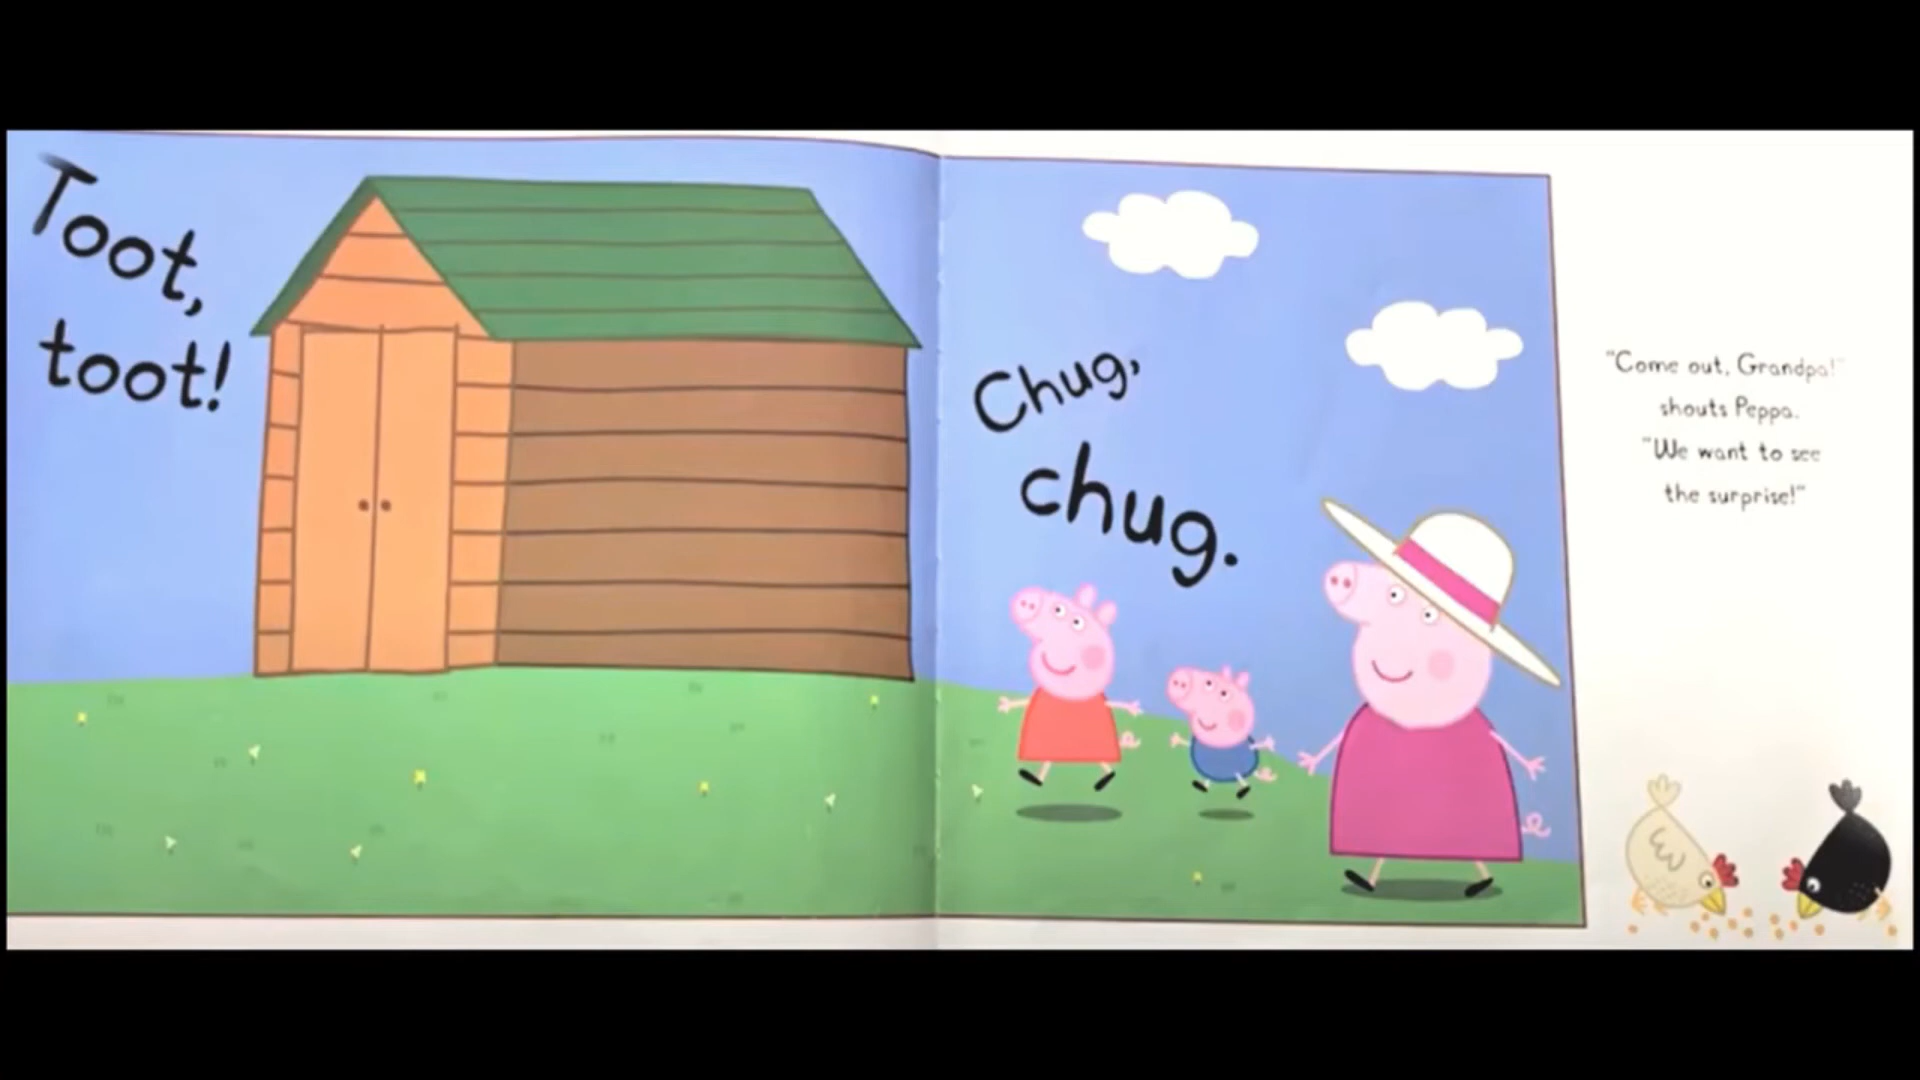 Toot,
toot!
Chug,
chug.
"Come out, Grandpa!"
shouts Peppa.
"We want to see
the surprise!"